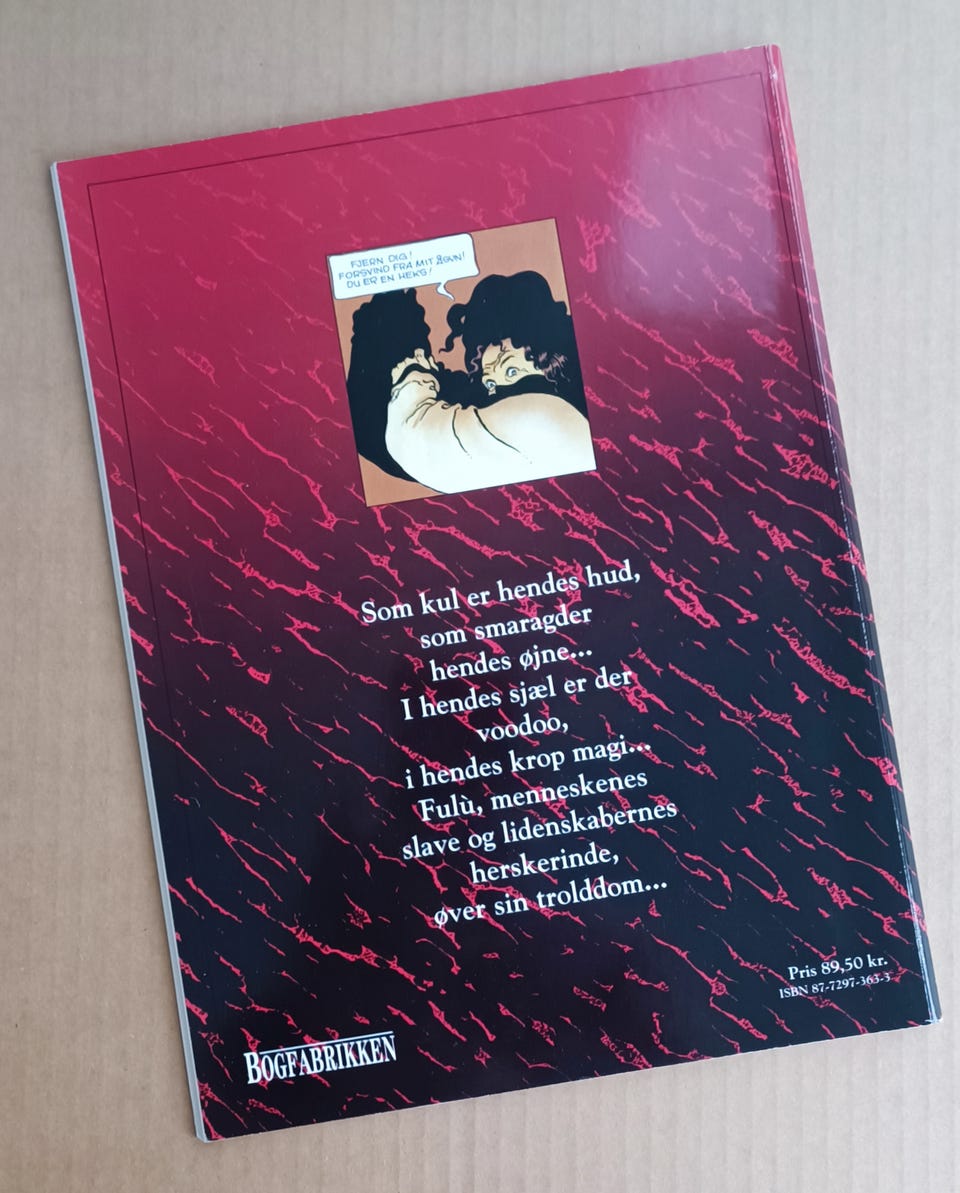 FJERN DIG!
FORSVIND FRA MIT ÅSYN!
DU ER EN HEKS!
Som kul er hendes hud,
som smaragder
hendes øjne...
I hendes sjæl er der
voodoo,
i hendes krop magi...
Fulù, menneskenes
slave og lidenskabernes
herskerinde,
øver sin trolddom...
Pris 89,50 kr.
ISBN 87-7297-363-3
BOGFABRIKKEN